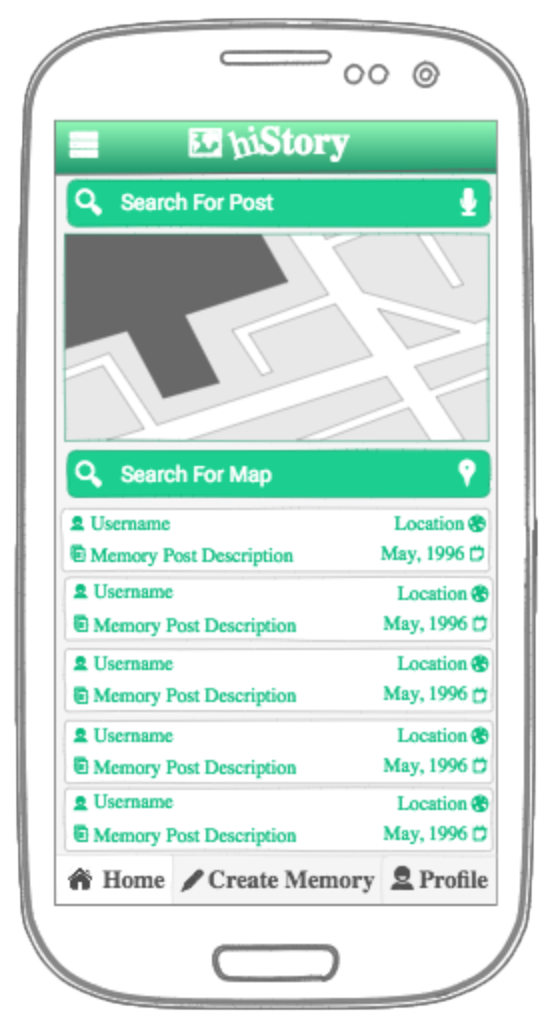 hiStory
Search For Post
Search For Map
Username Location
Memory Post Description May, 1996
Username Location
Memory Post Description May, 1996
Username Location
Memory Post Description May, 1996
Username Location
Memory Post Description May, 1996
Username Location
Memory Post Description May, 1996
Home Create Memory Profile